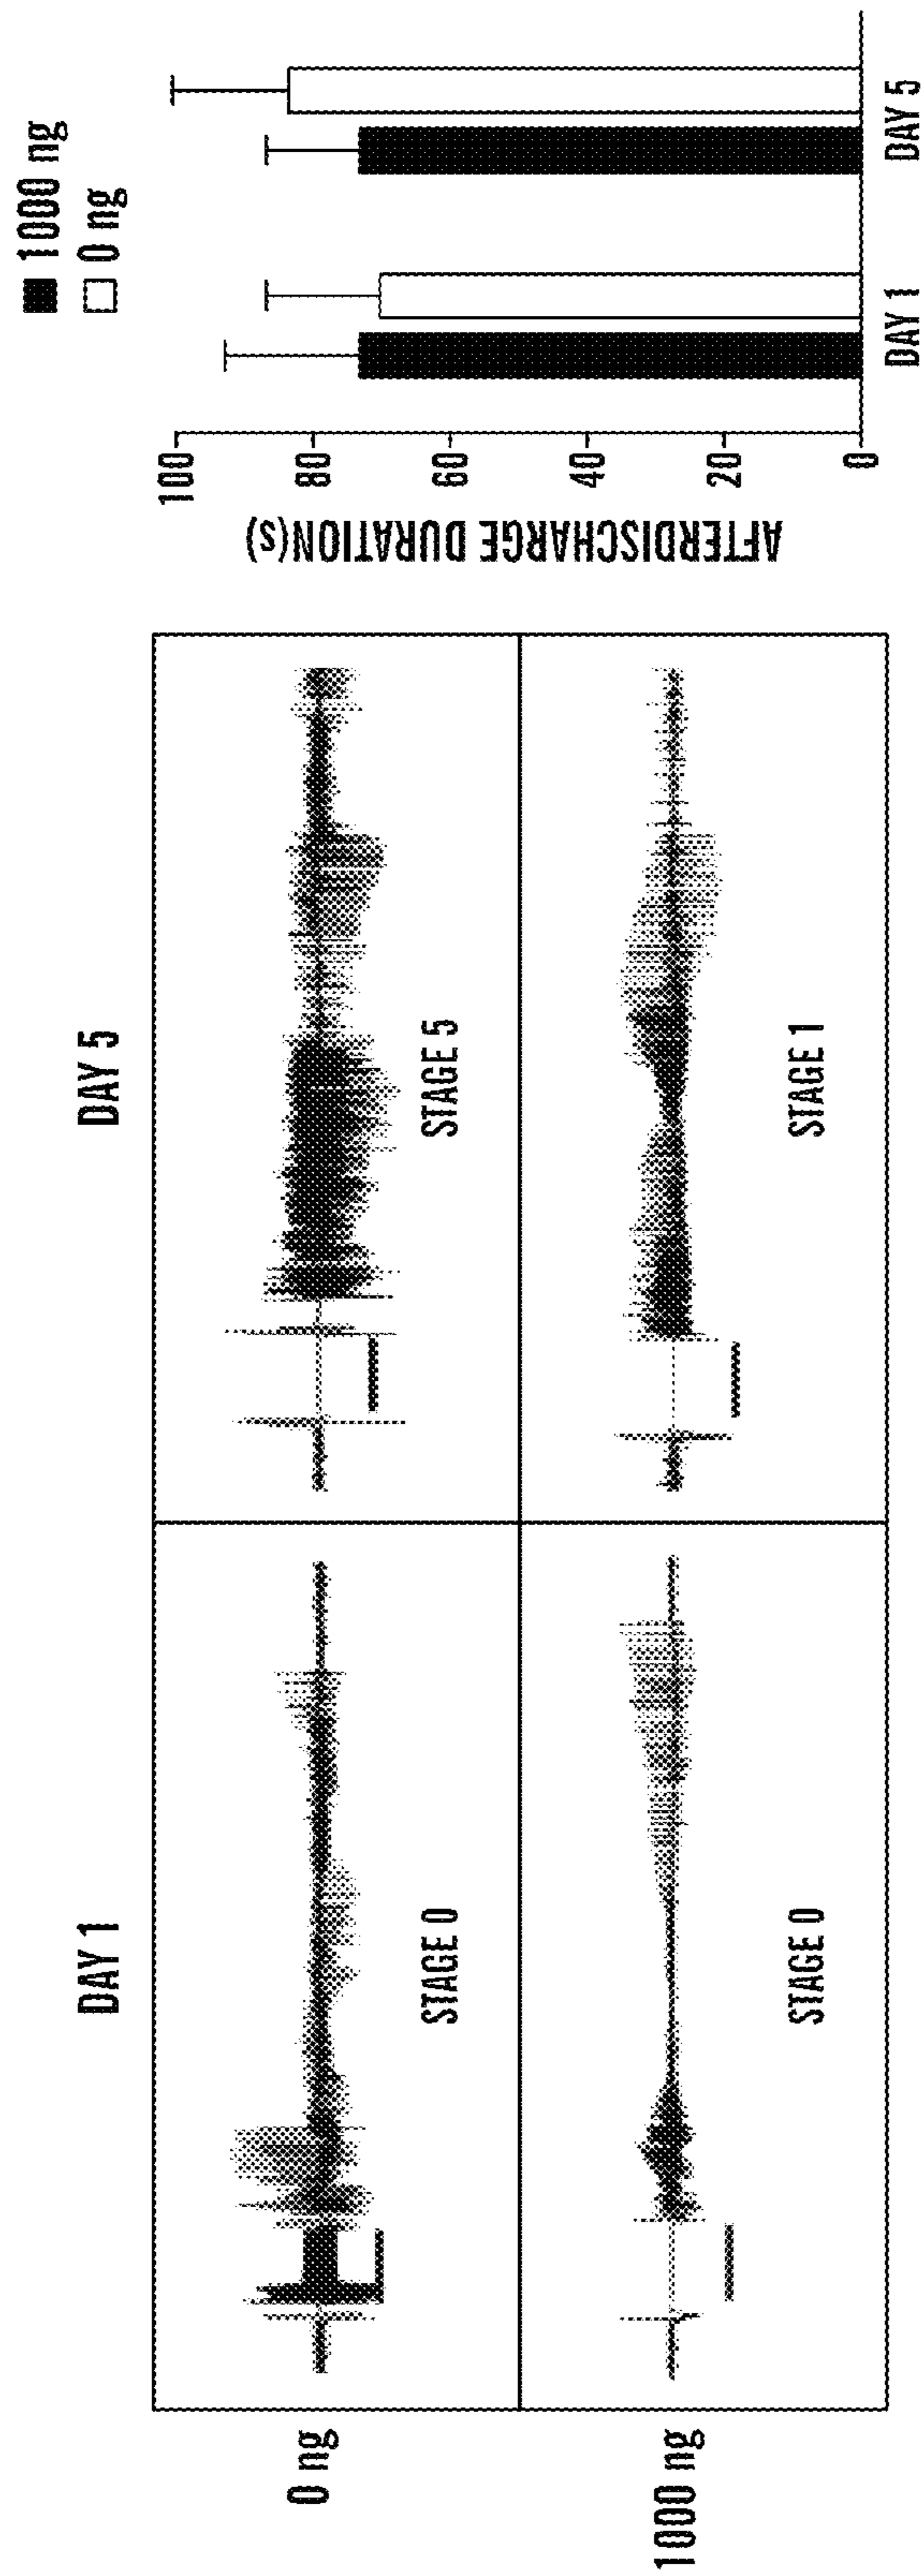 DAY 1
DAY 5
0 ng
STAGE 0
STAGE 5
1000 ng
STAGE 0
STAGE 1
1000 ng
0 ng
AFTERDISCHARGE DURATION(s)
100
80
60
40
20
0
DAY 1
DAY 5